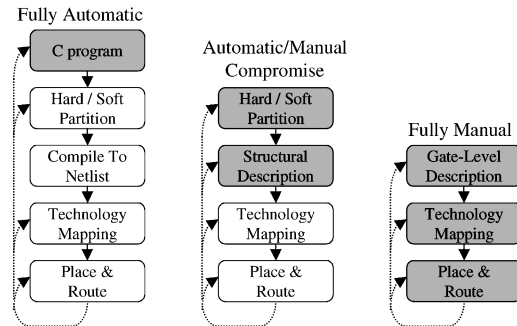 Fully Automatic
C program
Hard / Soft
Partition
Compile To
Netlist
Technology
Mapping
Place &
Route
Automatic/Manual
Compromise
Hard / Soft
Partition
Structural
Description
Technology
Mapping
Place &
Route
Fully Manual
Gate-Level
Description
Technology
Mapping
Place &
Route